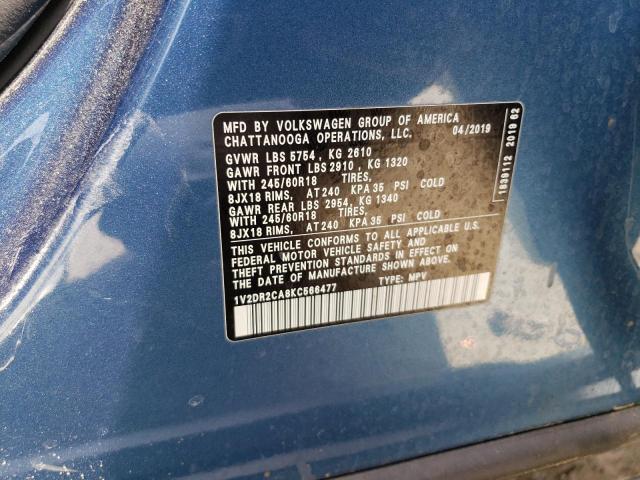 MFD BY VOLKSWAGEN GROUP OF AMERICA
CHATTANOOGA OPERATIONS, LLC. 04/2019
GVWR LBS 5754 , KG 2610
GAWR FRONT LBS 2910 , KG 1320
WITH 245/60R18 TIRES,
8JX18 RIMS, AT 240 KPA 35 PSI COLD
GAWR REAR LBS 2954, KG 1340
WITH 245/60R18 TIRES,
8JX18 RIMS, AT 240 KPA 35 PSI COLD
THIS VEHICLE CONFORMS TO ALL APPLICABLE U.S.
FEDERAL MOTOR VEHICLE SAFETY AND
THEFT PREVENTION STANDARDS IN EFFECT ON
THE DATE OF MANUFACTURE SHOWN ABOVE.
1V2DR2CA8KC566477 TYPE: MPV
1839112 2019 62